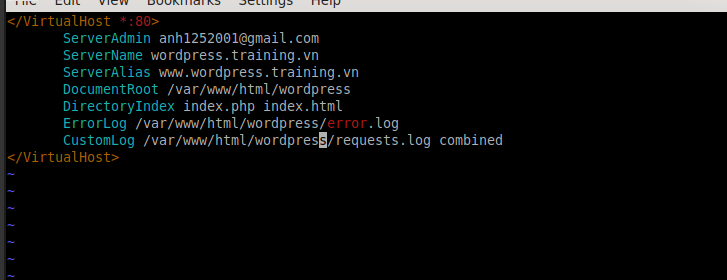 File Edit View Bookmarks Settings Help
</VirtualHost *:80>
ServerAdmin anh1252001@gmail.com
ServerName wordpress.training.vn
ServerAlias www.wordpress.training.vn
DocumentRoot /var/www/html/wordpress
DirectoryIndex index.php index.html
ErrorLog /var/www/html/wordpress/error.log
CustomLog /var/www/html/wordpress/requests.log combined
</VirtualHost>
~
~
~
~
~
~
~